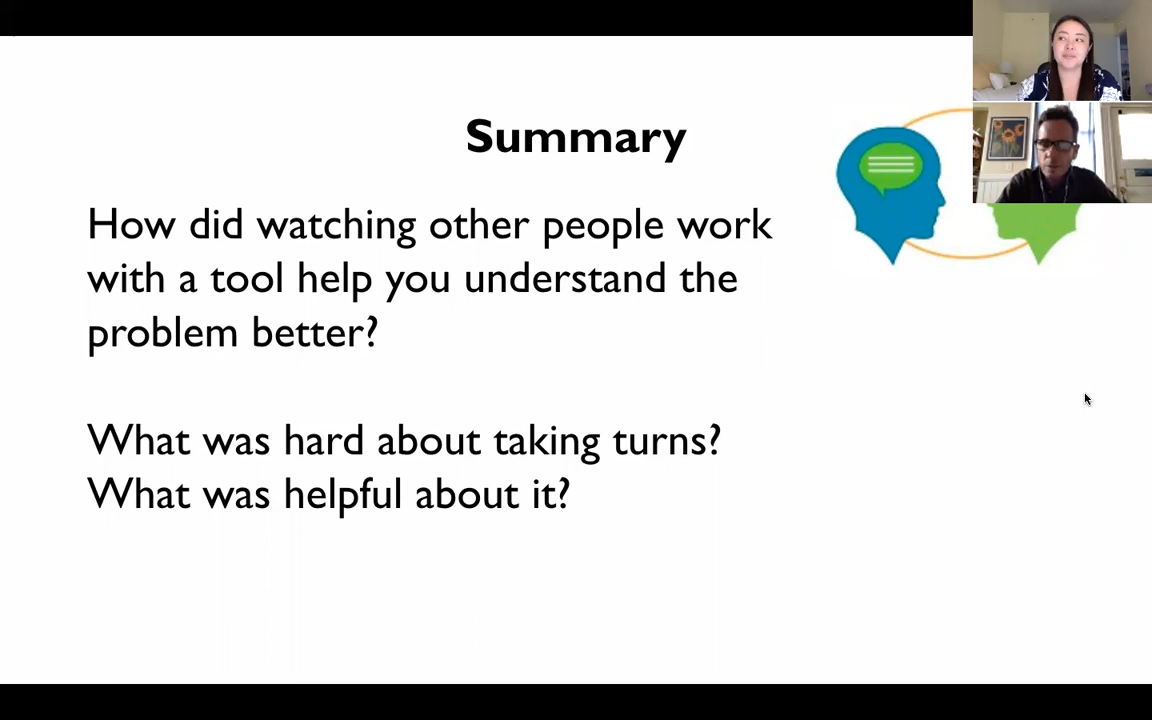 Summary
How did watching other people work
with a tool help you understand the
problem better?
What was hard about taking turns?
What was helpful about it?